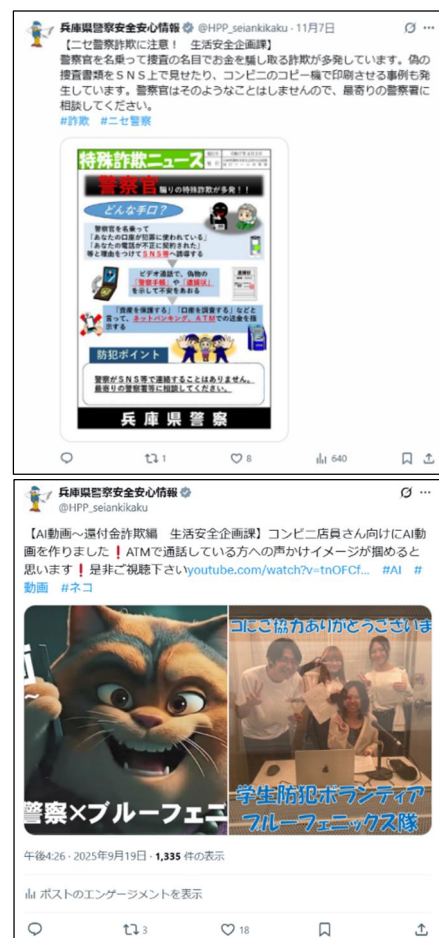 兵庫県警察安全安心情報 @HPP_seiankikaku · 11月7日
【ニセ警察詐欺に注意! 生活安全企画課】
警察官を名乗って捜査の名目でお金を騙し取る詐欺が多発しています。偽の
捜査書類をSNS上で見せたり、コンビニのコピー機で印刷させる事例も発
生しています。警察官はそのようなことはしませんので、最寄りの警察署に
相談してください。
#詐欺 #ニセ警察
特殊詐欺ニュース
警察官騙りの特殊詐欺が多発!!
どんな手口?
警察官を名乗って
「あなたの口座が犯罪に使われている」
「あなたの電話が不正に契約された」
等と理由をつけてSNS等へ誘導する
ビデオ通話で、偽物の
「警察手帳」や「逮捕状」
を示して不安をあおる
「資産を保護する」「口座を調査する」などと
言って、ネットバンキング、ATMでの送金を指
示する
防犯ポイント
警察がSNS等で連絡することはありません。
最寄りの警察署等に相談してください。
兵庫県警察
1
8
640
兵庫県警察安全安心情報
@HPP_seiankikaku
【AI動画~還付金詐欺編 生活安全企画課】コンビニ店員さん向けにAI動
画を作りました❗ATMで通話している方への声かけイメージが掴めると
思います❗是非ご視聴下さいyoutube.com/watch?v=tnOFCf... #AI #
動画 #ネコ
コにご協力ありがとうございま
警察×ブルーフェニ
学生防犯ボランティア
ブルーフェニックス隊
午後4:26 · 2025年9月19日 · 1,335 件の表示
ポストのエンゲージメントを表示
3
18